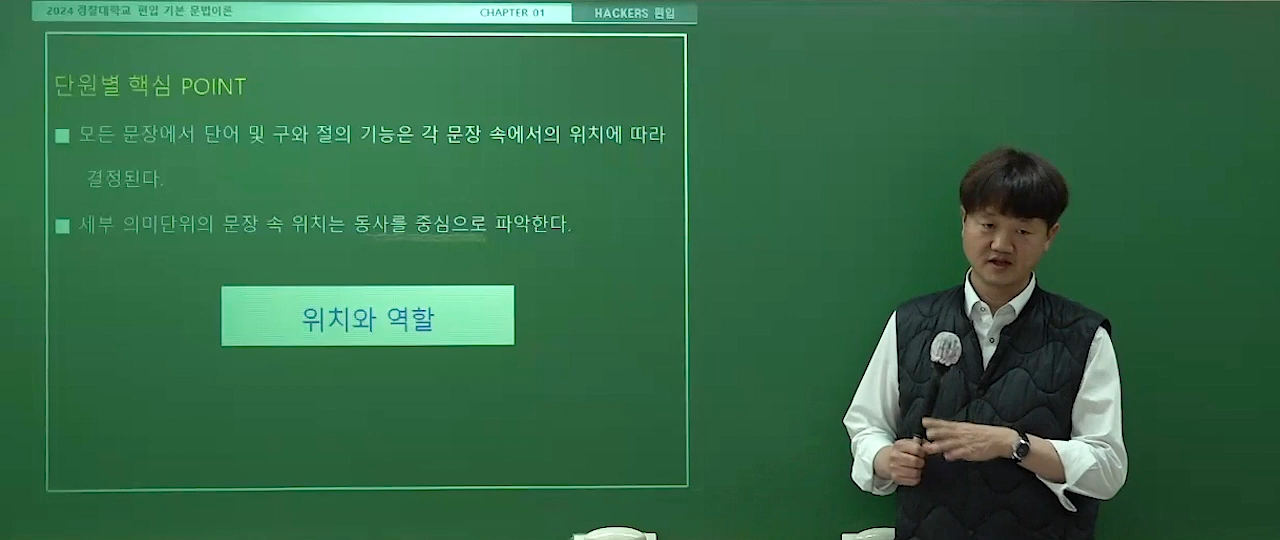 2024 경찰대학교 편입 기본 문법이론 CHAPTER 01 HACKERS 편입
단원별 핵심 POINT
■ 모든 문장에서 단어 및 구와 절의 기능은 각 문장 속에서의 위치에 따라
결정된다.
■ 세부 의미단위의 문장 속 위치는 동사를 중심으로 파악한다.
위치와 역할